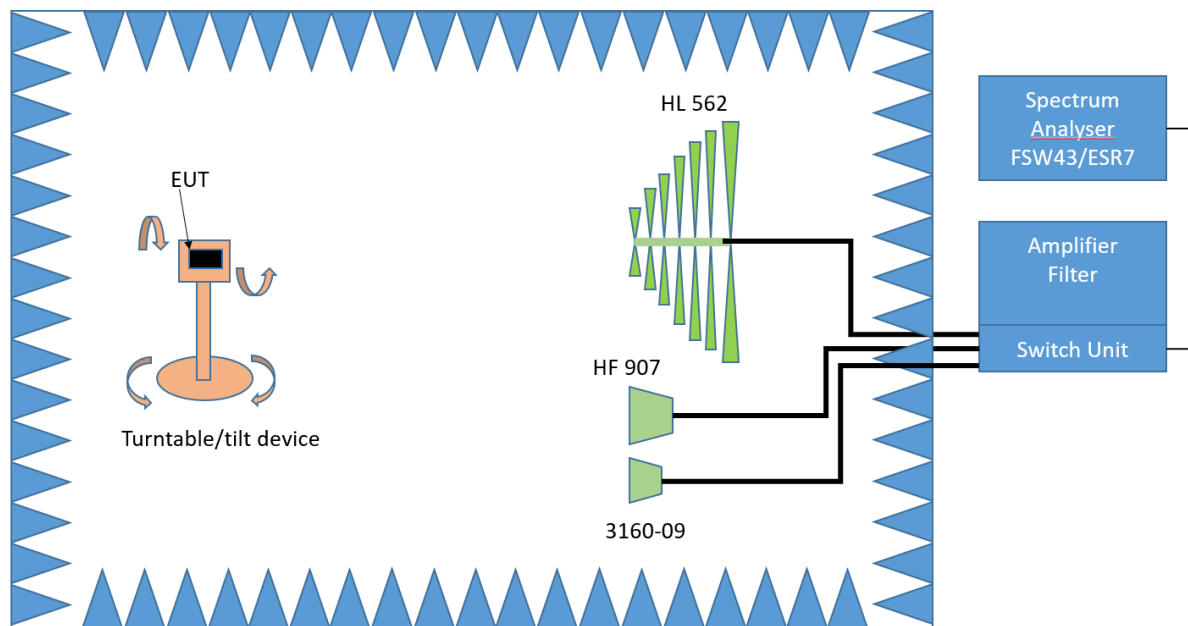 HL 562
Spectrum
Analyser
FSW43/ESR7
EUT
Amplifier
Filter
Switch Unit
HF 907
Turntable/tilt device
3160-09